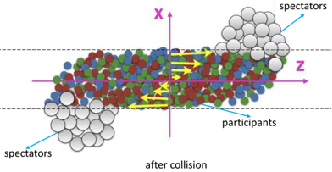 X
spectators
Z
participants
spectators
after collision